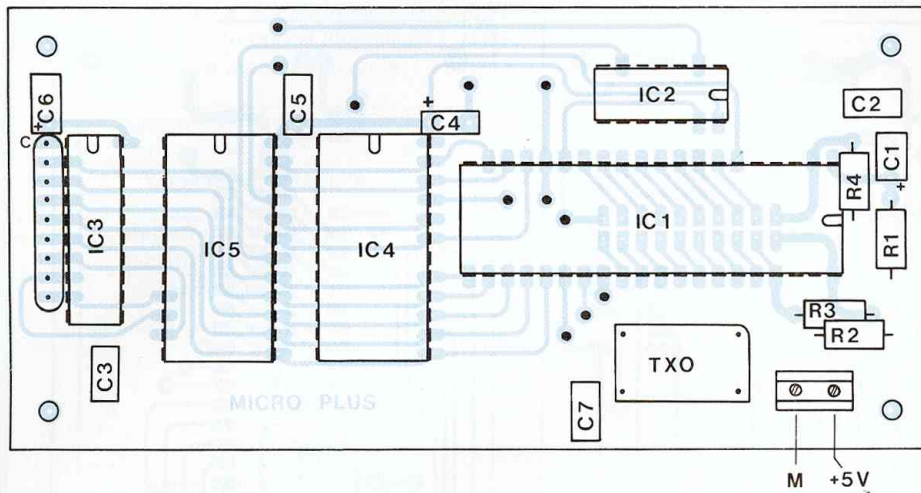 C6
C5
IC2
C2
C4
C1
C
IC3
IC5
IC4
IC1
R4
R1
R3
R2
C3
TXO
C7
MICRO PLUS
M
+5V